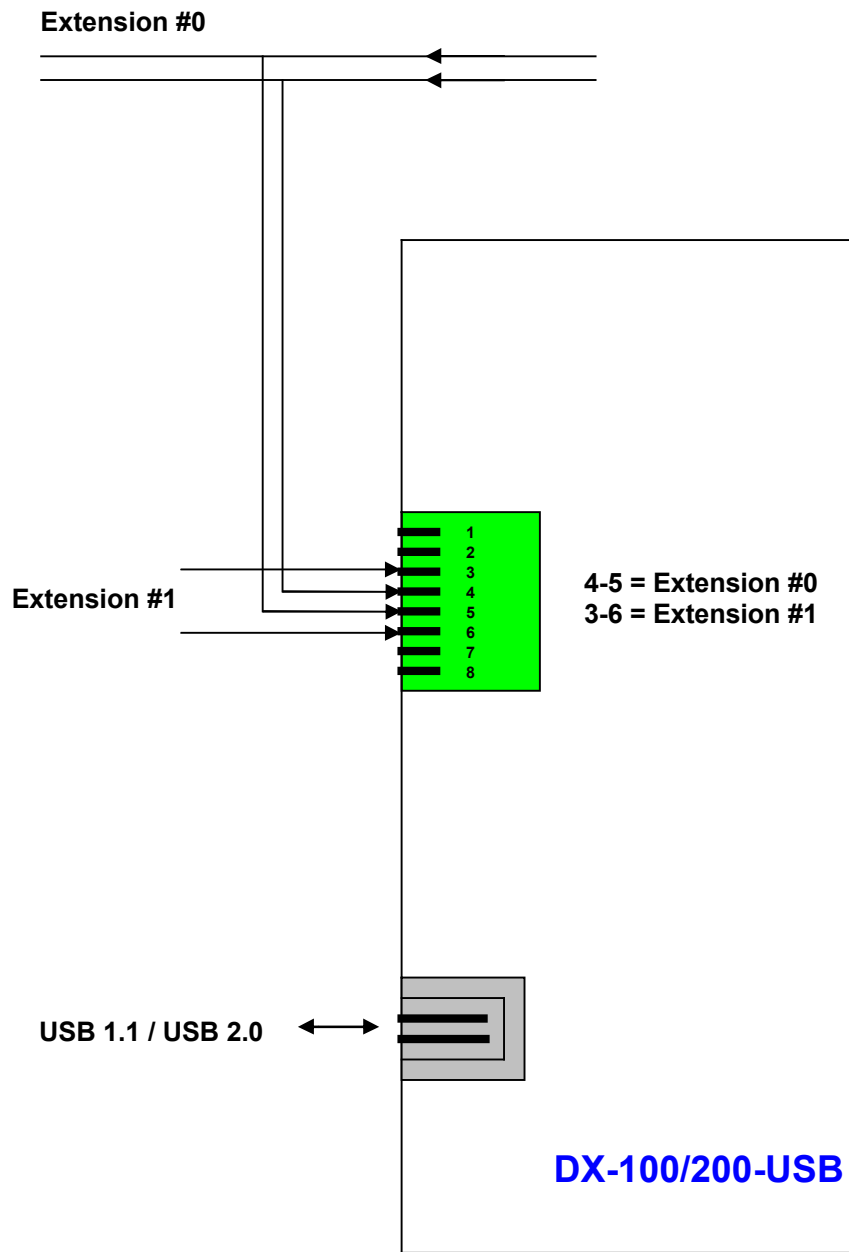 Extension #0
1
2
3
4
5
6
7
8
Extension #1
4-5 = Extension #0
3-6 = Extension #1
USB 1.1 / USB 2.0
DX-100/200-USB